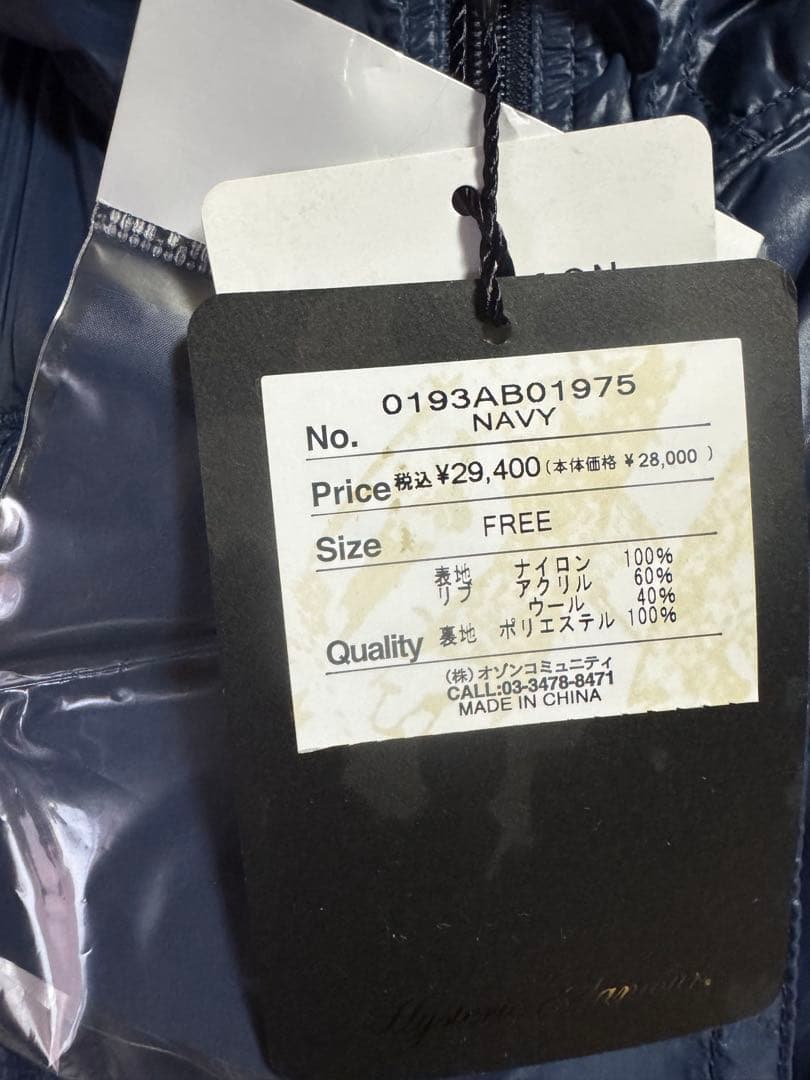 0193AB01975
No. NAVY
Price 税込 ¥29,400 (本体価格 ¥28,000 )
Size FREE
表地 ナイロン 100%
リブ アクリル 60%
ウール 40%
Quality 裏地 ポリエステル 100%
(株)オゾンコミュニティ
CALL:03-3478-8471
MADE IN CHINA
Hysteric Glamour.